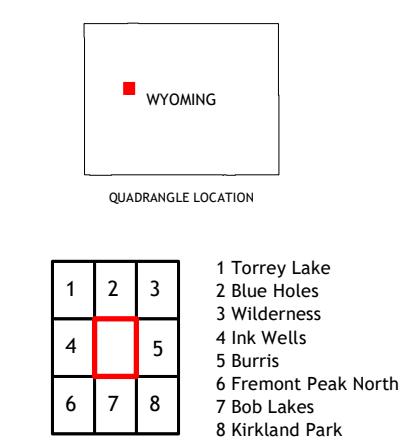 WYOMING
QUADRANGLE LOCATION
1 2 3
4 5
6 7 8
1 Torrey Lake
2 Blue Holes
3 Wilderness
4 Ink Wells
5 Burris
6 Fremont Peak North
7 Bob Lakes
8 Kirkland Park